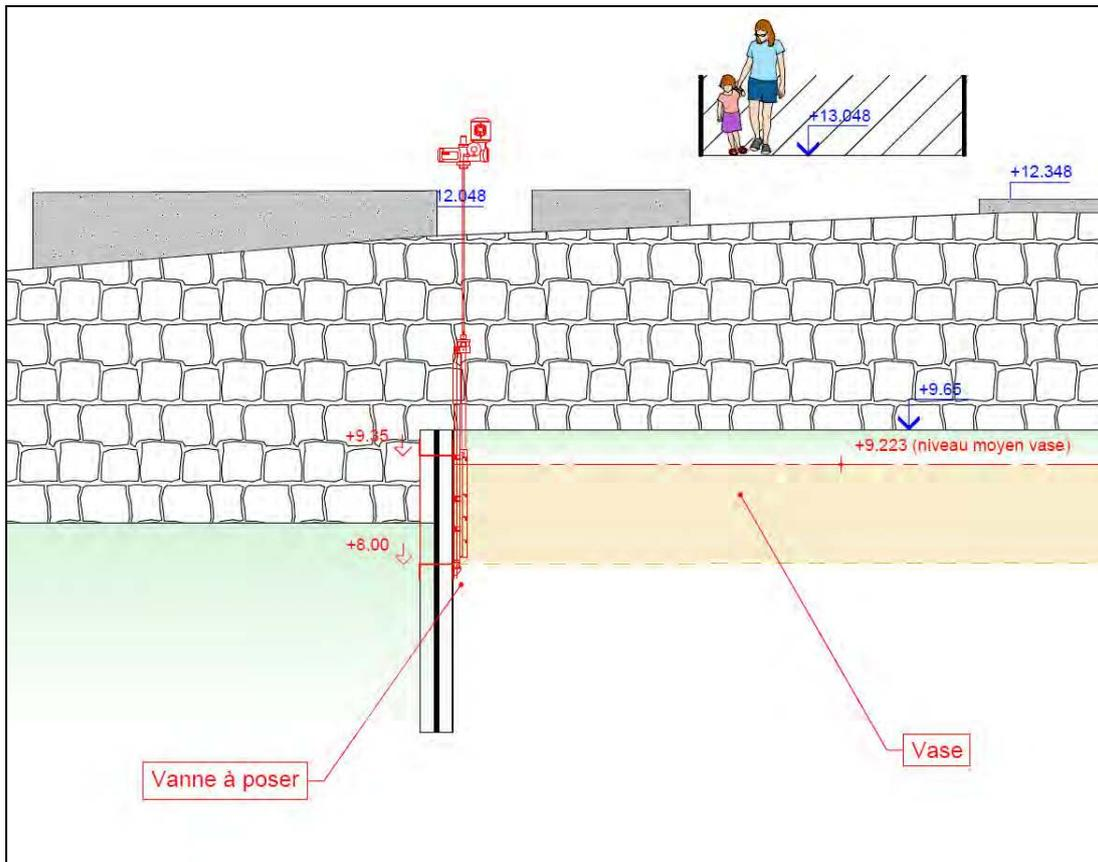 +13.048
+12.348
12.048
+9.65
+9.35
+9.223 (niveau moyen vase)
+8.00
Vase
Vanne à poser